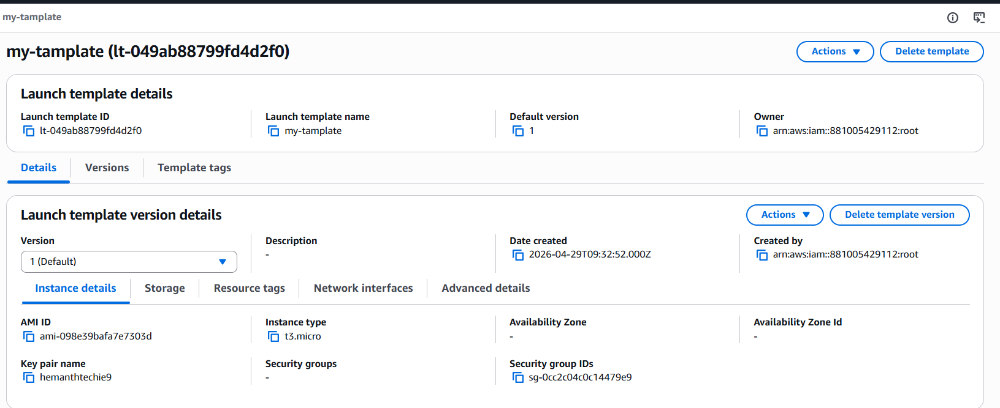 my-tamplate
my-tamplate (lt-049ab88799fd4d2f0)
Actions
Delete template
Launch template details
Launch template ID
lt-049ab88799fd4d2f0
Launch template name
my-tamplate
Default version
1
Owner
arn:aws:iam::881005429112:root
Details
Versions
Template tags
Launch template version details
Actions
Delete template version
Version
1 (Default)
Description
-
Date created
2026-04-29T09:32:52.000Z
Created by
arn:aws:iam::881005429112:root
Instance details
Storage
Resource tags
Network interfaces
Advanced details
AMI ID
ami-098e39bafa7e7303d
Instance type
t3.micro
Availability Zone
-
Availability Zone Id
-
Key pair name
hemanthtechie9
Security groups
-
Security group IDs
sg-0cc2c04c0c14479e9